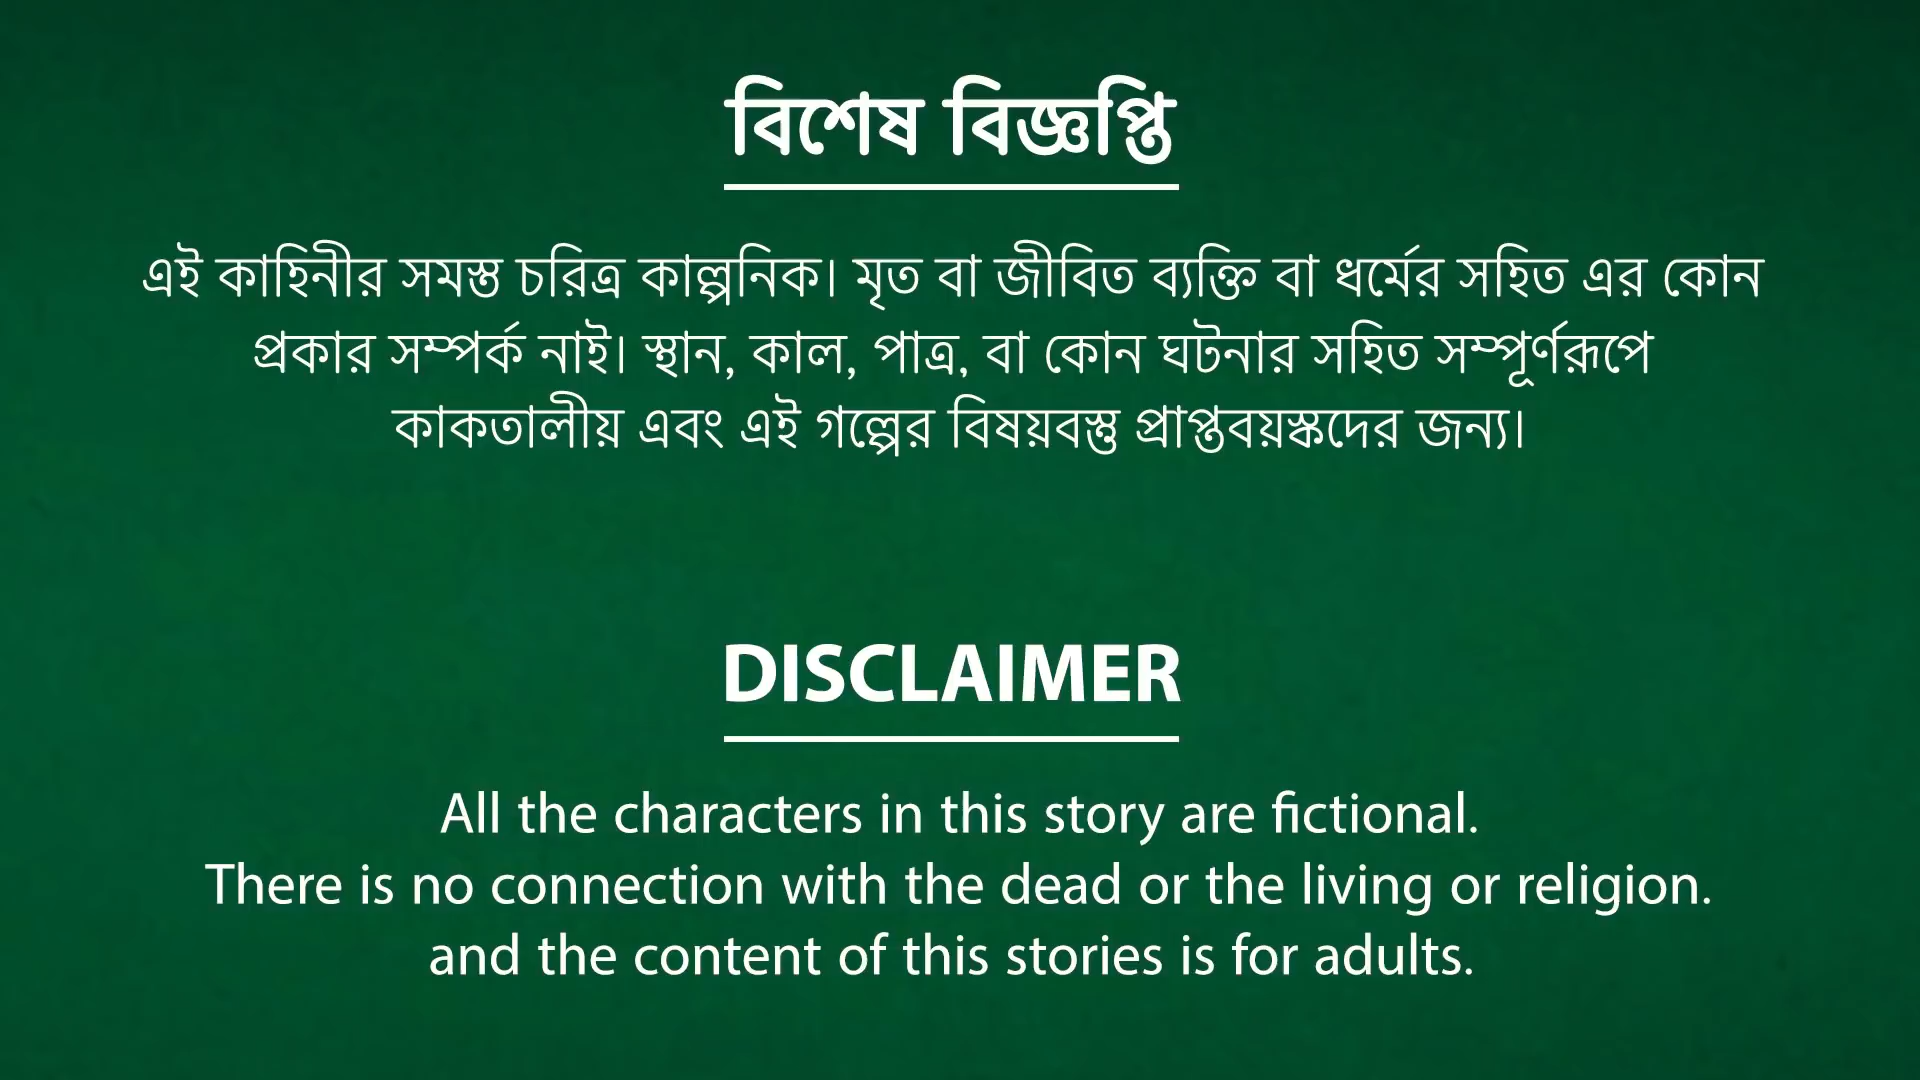 বিশেষ বিজ্ঞপ্তি
এই কাহিনীর সমস্ত চরিত্র কাল্পনিক। মৃত বা জীবিত ব্যক্তি বা ধর্মের সহিত এর কোন
প্রকার সম্পর্ক নাই। স্থান, কাল, পাত্র, বা কোন ঘটনার সহিত সম্পূর্ণরূপে
কাকতালীয় এবং এই গল্পের বিষয়বস্তু প্রাপ্তবয়স্কদের জন্য।
DISCLAIMER
All the characters in this story are fictional.
There is no connection with the dead or the living or religion.
and the content of this stories is for adults.